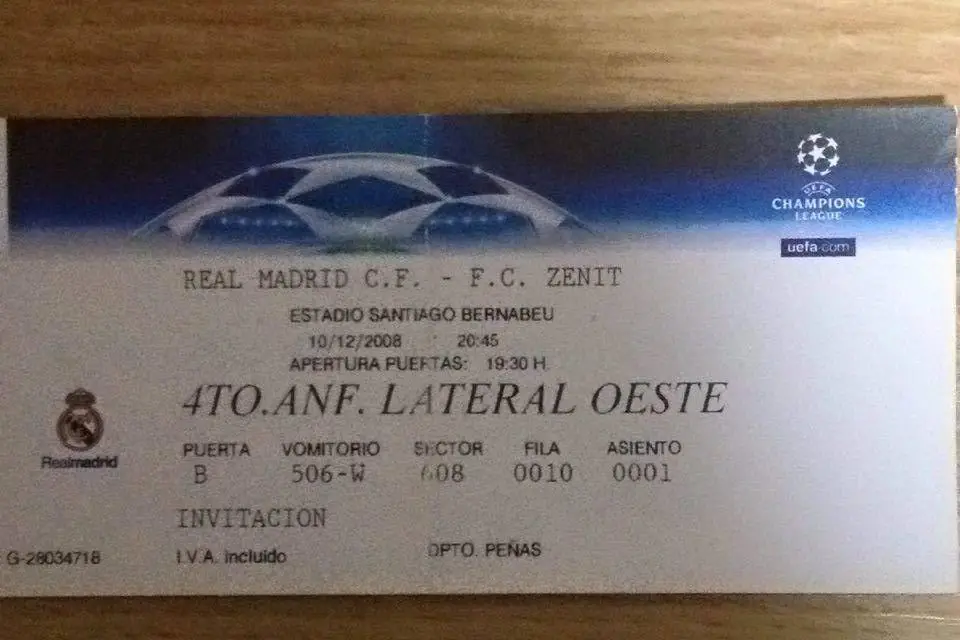 UEFA
CHAMPIONS
LEAGUE
uefa.com
REAL MADRID C.F. - F.C. ZENIT
ESTADIO SANTIAGO BERNABEU
10/12/2008 : 20:45
APERTURA PUERTAS: 19:30 H.
4TO.ANF. LATERAL OESTE
PUERTA VOMITORIO SECTOR FILA ASIENTO
B 506-W 608 0010 0001
Realmadrid
INVITACION
G-28034718 I.V.A. incluido DPTO. PEÑAS